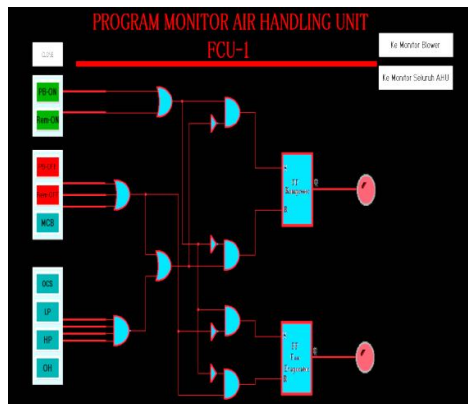 PROGRAM MONITOR AIR HANDLING UNIT
FCU-1
Ke Monitor Blower
Ke Monitor Seluruh AHU
PB-ON
Rem-ON
MCB
OCS
LP
HP
OH
Q
R
Q
R